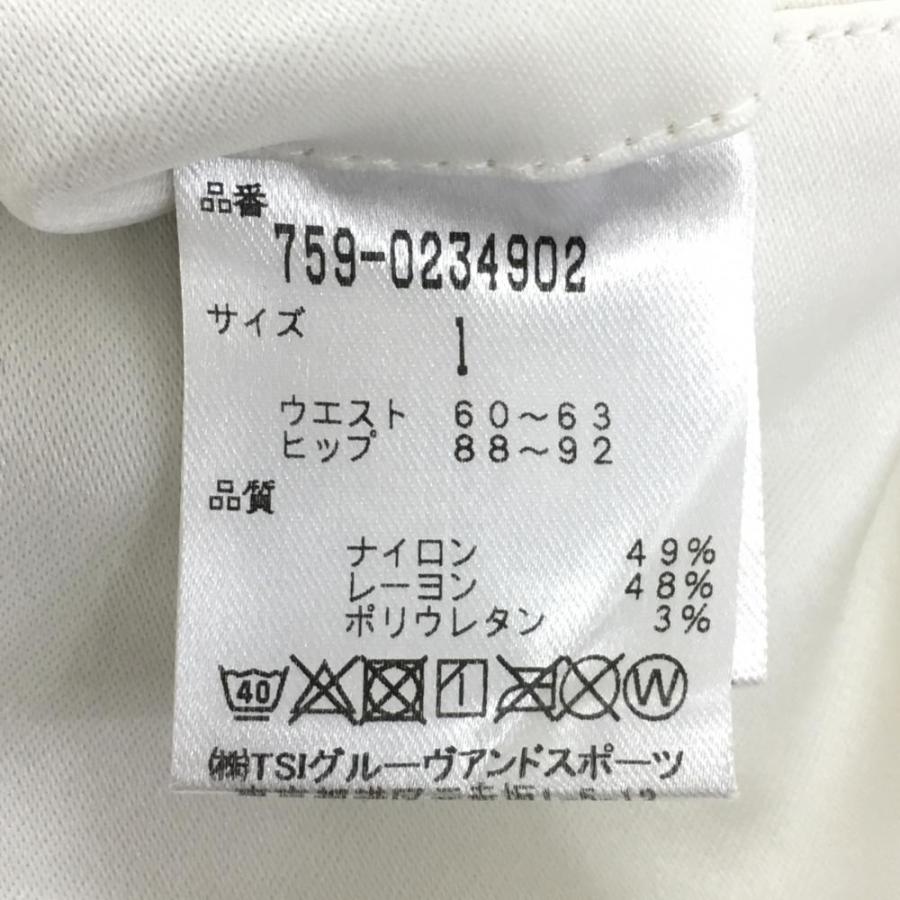 品番
759-0234902
サイズ 1
ウエスト 60～63
ヒップ 88～92
品質
ナイロン 49%
レーヨン 48%
ポリウレタン 3%
40 W
㈱TSIグルーヴアンドスポーツ